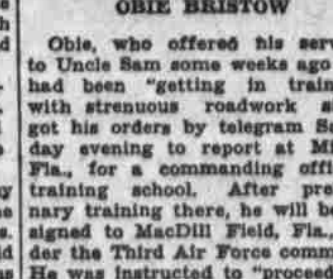 OBIE BRISTOW
h
d Obie, who offered his serv
to Uncle Sam some weeks ago
had been "getting in train
with strenuous roadwork
got his orders by telegram
day evening to report at Mi
Fla., for a commanding offi
training school. After pre
nary training there, he will be
signed to MacDill Field, Fla.,
der the Third Air Force comm
He was instructed to "proceed